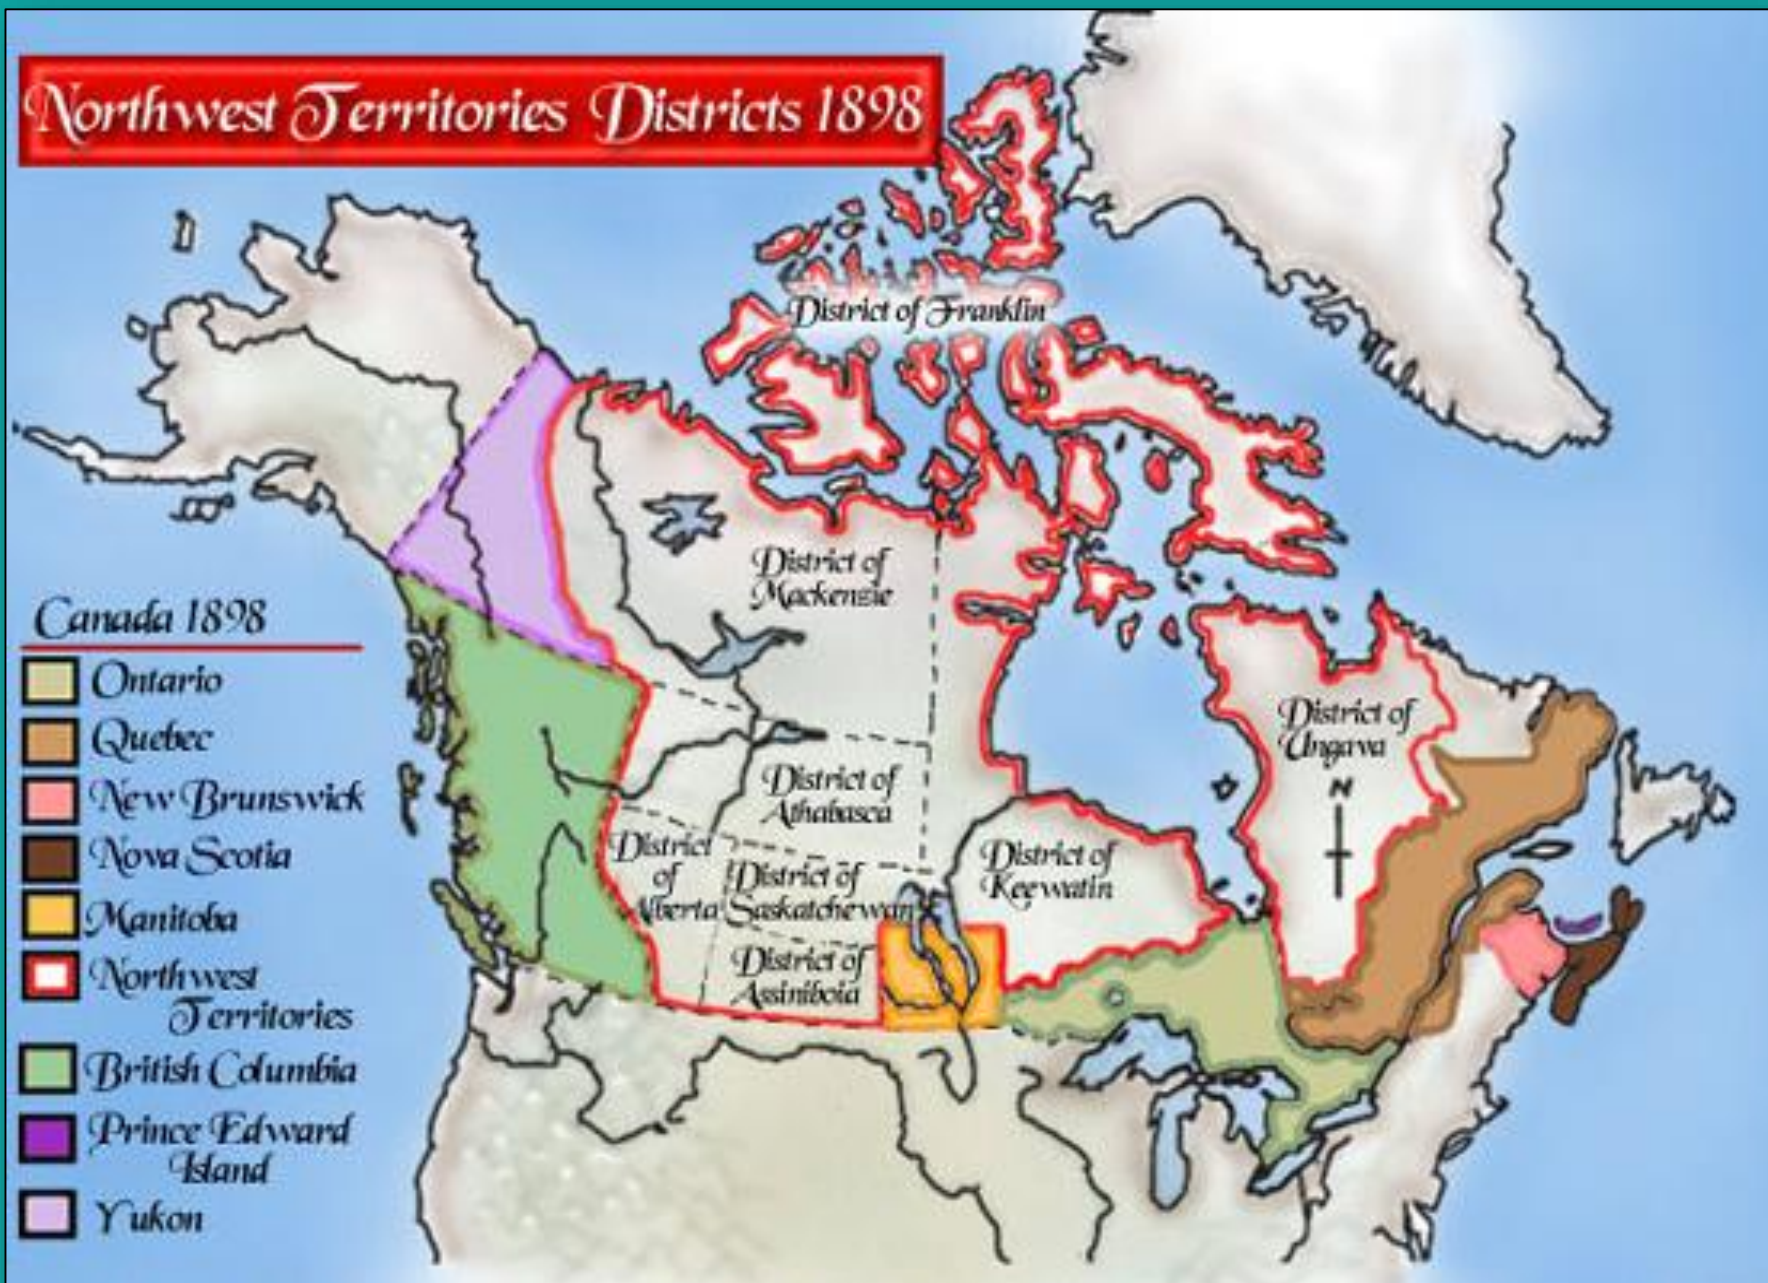 Northwest Territories Districts 1898
District of Franklin
District of
Mackenzie
Canada 1898
Ontario
Quebec
New Brunswick
Nova Scotia
Manitoba
Northwest
Territories
British Columbia
Prince Edward
Island
Yukon
District of
Ungava
N
District of
Athabasca
District
of
Alberta
District of
Saskatchewan
District of
Keewatin
District of
Assiniboia